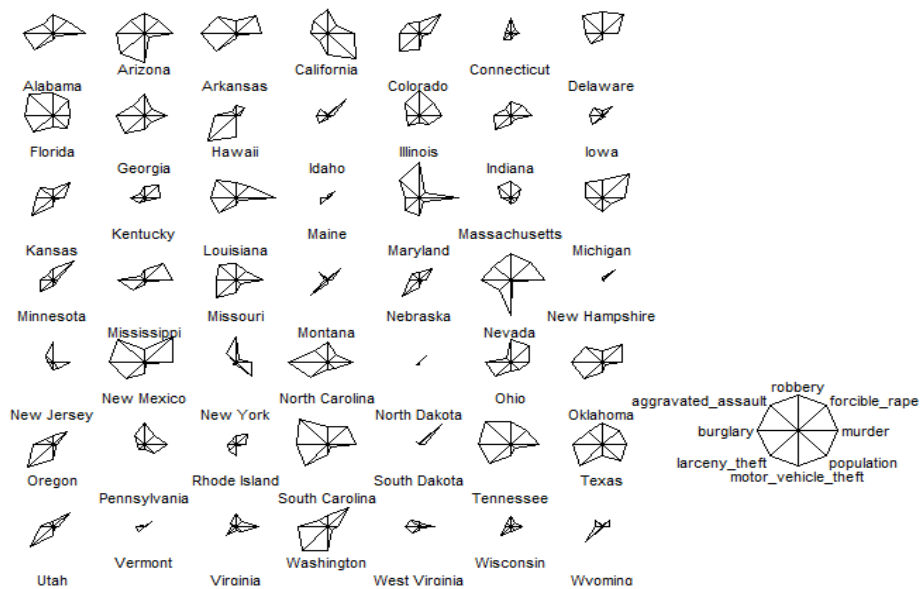 Alabama
Arizona
Arkansas
California
Colorado
Connecticut
Delaware
Florida
Georgia
Hawaii
Idaho
Illinois
Indiana
Iowa
Kansas
Kentucky
Louisiana
Maine
Maryland
Massachusetts
Michigan
Minnesota
Mississippi
Missouri
Montana
Nebraska
Nevada
New Hampshire
New Jersey
New Mexico
New York
North Carolina
North Dakota
Ohio
Oklahoma
Oregon
Pennsylvania
Rhode Island
South Carolina
South Dakota
Tennessee
Texas
Utah
Vermont
Virginia
Washington
West Virginia
Wisconsin
Wyoming
robbery
aggravated_assault
forcible_rape
burglary
murder
larceny_theft
population
motor_vehicle_theft